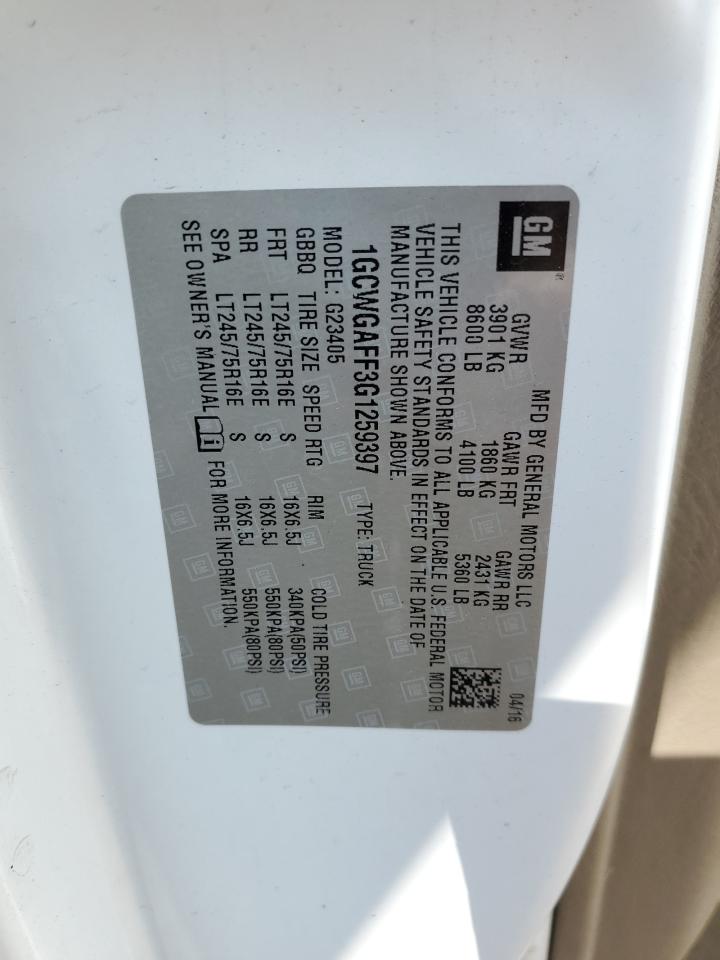 GM
MFD BY GENERAL MOTORS LLC 04/16
GVWR GAWR FRT GAWR RR
3901 KG 1860 KG 2431 KG
8600 LB 4100 LB 5360 LB
THIS VEHICLE CONFORMS TO ALL APPLICABLE U.S. FEDERAL MOTOR
VEHICLE SAFETY STANDARDS IN EFFECT ON THE DATE OF
MANUFACTURE SHOWN ABOVE.
1GCWGAFF3G1259397 TYPE: TRUCK
MODEL: G23405
GBBQ TIRE SIZE SPEED RTG RIM COLD TIRE PRESSURE
FRT LT245/75R16E S 16X6.5J 340KPA(50PSI)
RR LT245/75R16E S 16X6.5J 550KPA(80PSI)
SPA LT245/75R16E S 16X6.5J 550KPA(80PSI)
SEE OWNER'S MANUAL FOR MORE INFORMATION.